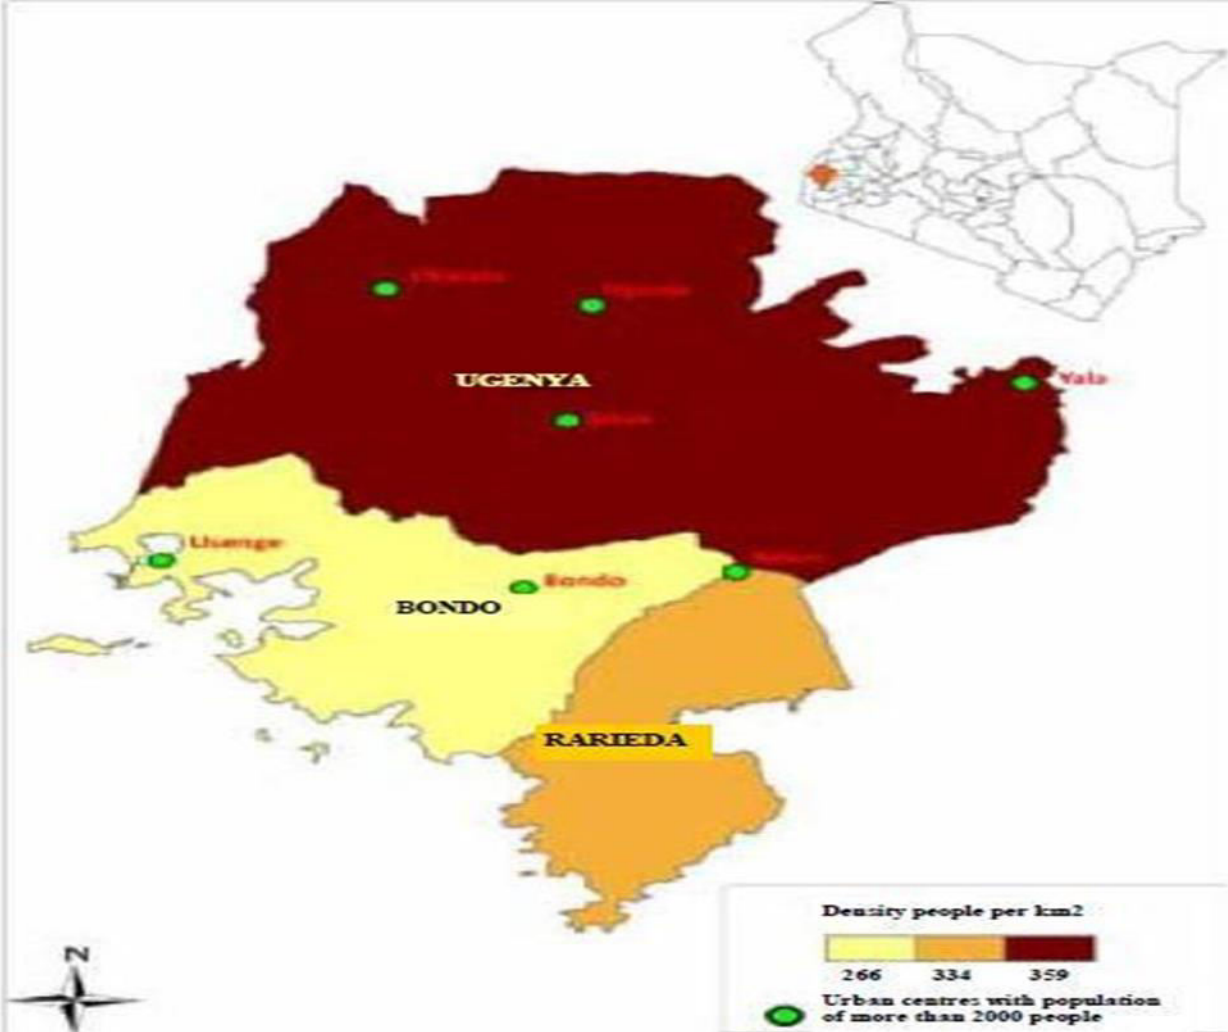 UGENYA
Yala
Usenge
Bondo
BONDO
RARIEDA
Density people per km2
266 334 359
Urban centres with population
of more than 2000 people
N